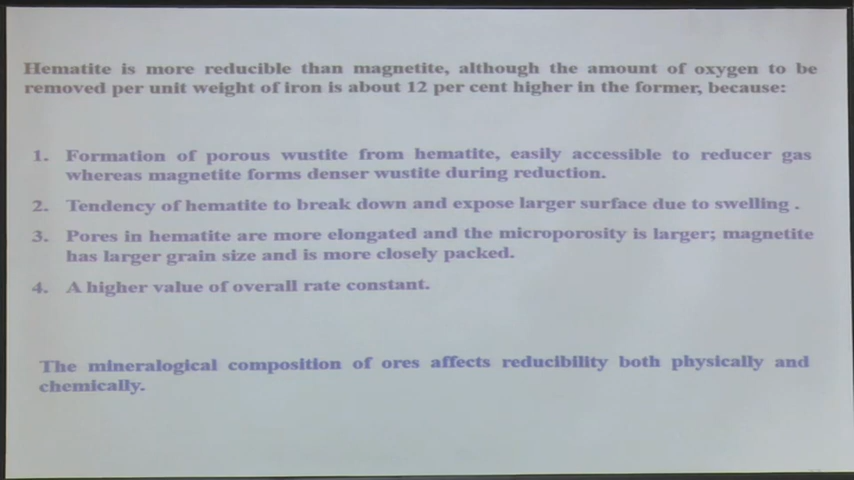 Hematite is more reducible than magnetite, although the amount of oxygen to be
removed per unit weight of iron is about 12 per cent higher in the former, because:
1. Formation of porous wustite from hematite, easily accessible to reducer gas
whereas magnetite forms denser wustite during reduction.
2. Tendency of hematite to break down and expose larger surface due to swelling .
3. Pores in hematite are more elongated and the microporosity is larger; magnetite
has larger grain size and is more closely packed.
4. A higher value of overall rate constant.
The mineralogical composition of ores affects reducibility both physically and
chemically.